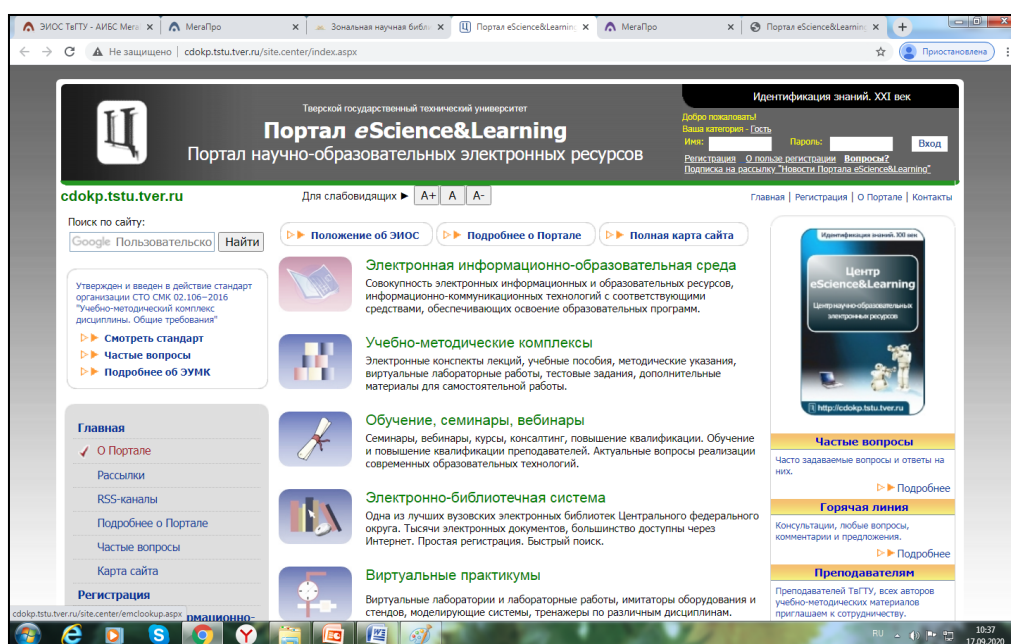 ЭИОС ТвГТУ - АИБС Мега
МегаПро
Зональная научная библи
Портал eScience&Learning
МегаПро
Портал eScience&Learning
Не защищено | cdokp.tstu.tver.ru/site.center/index.aspx
Приостановлена
Ц
Тверской государственный технический университет
Портал eScience&Learning
Портал научно-образовательных электронных ресурсов
Идентификация знаний. XXI век
Добро пожаловать!
Ваша категория - Гость
Имя: Пароль: Вход
Регистрация О пользе регистрации Вопросы?
Подписка на рассылку "Новости Портала eScience&Learning"
cdokp.tstu.tver.ru
Для слабовидящих ► A+ A A-
Главная | Регистрация | О Портале | Контакты
Поиск по сайту:
Google Пользовательско Найти
Утвержден и введен в действие стандарт
организации СТО СМК 02.106–2016
"Учебно-методический комплекс
дисциплины. Общие требования"
Смотреть стандарт
Частые вопросы
Подробнее об ЭУМК
Главная
О Портале
Рассылки
RSS-каналы
Подробнее о Портале
Частые вопросы
Карта сайта
Регистрация
рмационно-
cdokp.tstu.tver.ru/site.center/emclookup.aspx
Положение об ЭИОС
Подробнее о Портале
Полная карта сайта
Электронная информационно-образовательная среда
Совокупность электронных информационных и образовательных ресурсов,
информационно-коммуникационных технологий с соответствующими
средствами, обеспечивающих освоение образовательных программ.
Учебно-методические комплексы
Электронные конспекты лекций, учебные пособия, методические указания,
виртуальные лабораторные работы, тестовые задания, дополнительные
материалы для самостоятельной работы.
Обучение, семинары, вебинары
Семинары, вебинары, курсы, консалтинг, повышение квалификации. Обучение
и повышение квалификации преподавателей. Актуальные вопросы реализации
современных образовательных технологий.
Электронно-библиотечная система
Одна из лучших вузовских электронных библиотек Центрального федерального
округа. Тысячи электронных документов, большинство доступны через
Интернет. Простая регистрация. Быстрый поиск.
Виртуальные практикумы
Виртуальные лаборатории и лабораторные работы, имитаторы оборудования и
стендов, моделирующие системы, тренажеры по различным дисциплинам.
Идентификация знаний. XXI век
Центр
eScience&Learning
Центр научно-образовательных
электронных ресурсов
http://cdokp.tstu.tver.ru
Частые вопросы
Часто задаваемые вопросы и ответы на
них.
Подробнее
Горячая линия
Консультации, любые вопросы,
комментарии и предложения.
Подробнее
Преподавателям
Преподавателей ТвГТУ, всех авторов
учебно-методических материалов
приглашаем к сотрудничеству.
RU
10:37
17.09.2020